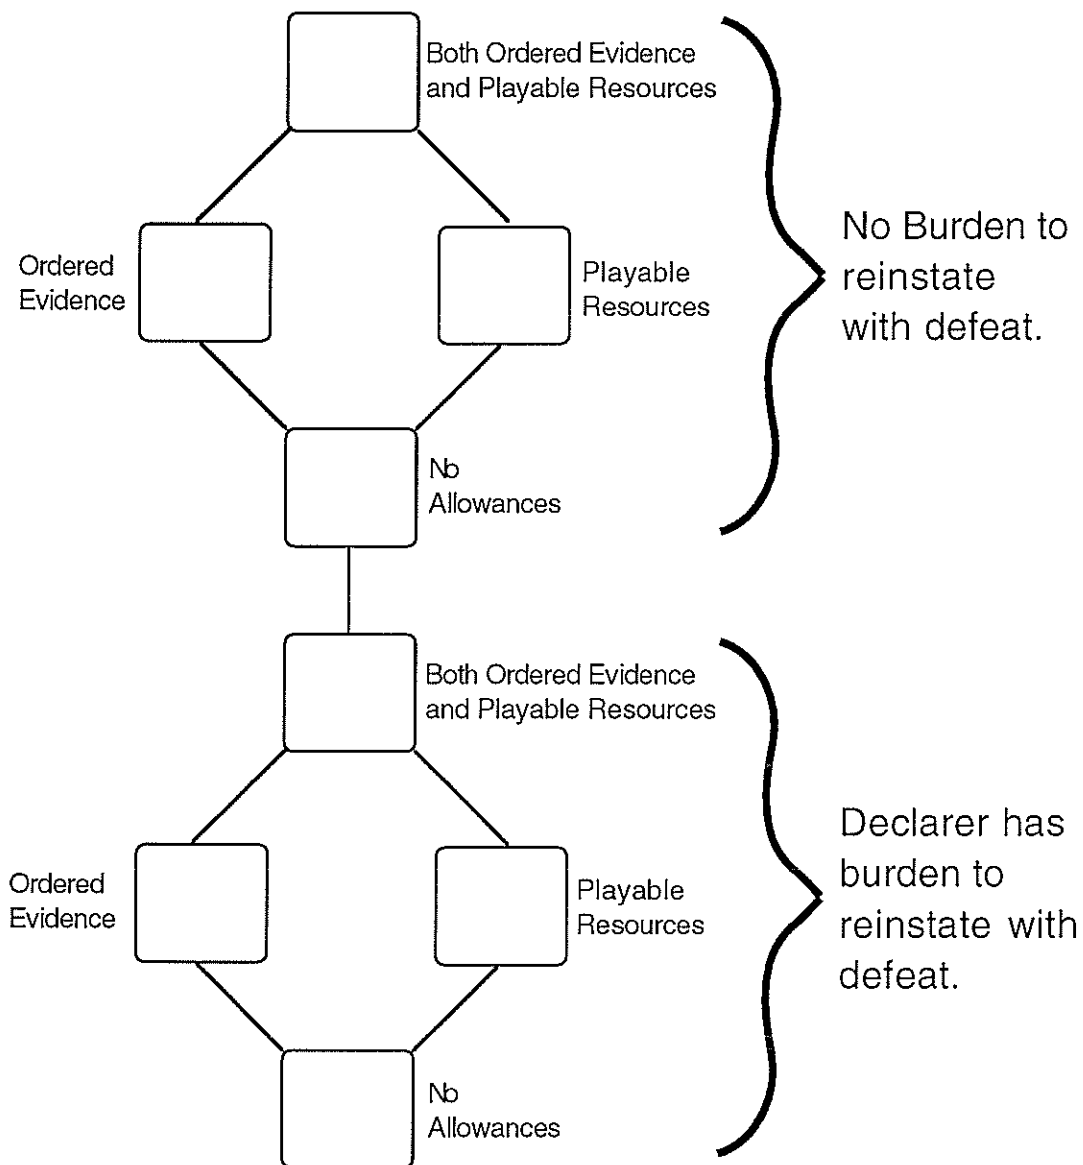 Both Ordered Evidence
and Playable Resources
Ordered
Evidence
Playable
Resources
No Burden to
reinstate
with defeat.
No
Allowances
Both Ordered Evidence
and Playable Resources
Ordered
Evidence
Playable
Resources
Declarer has
burden to
reinstate with
defeat.
No
Allowances